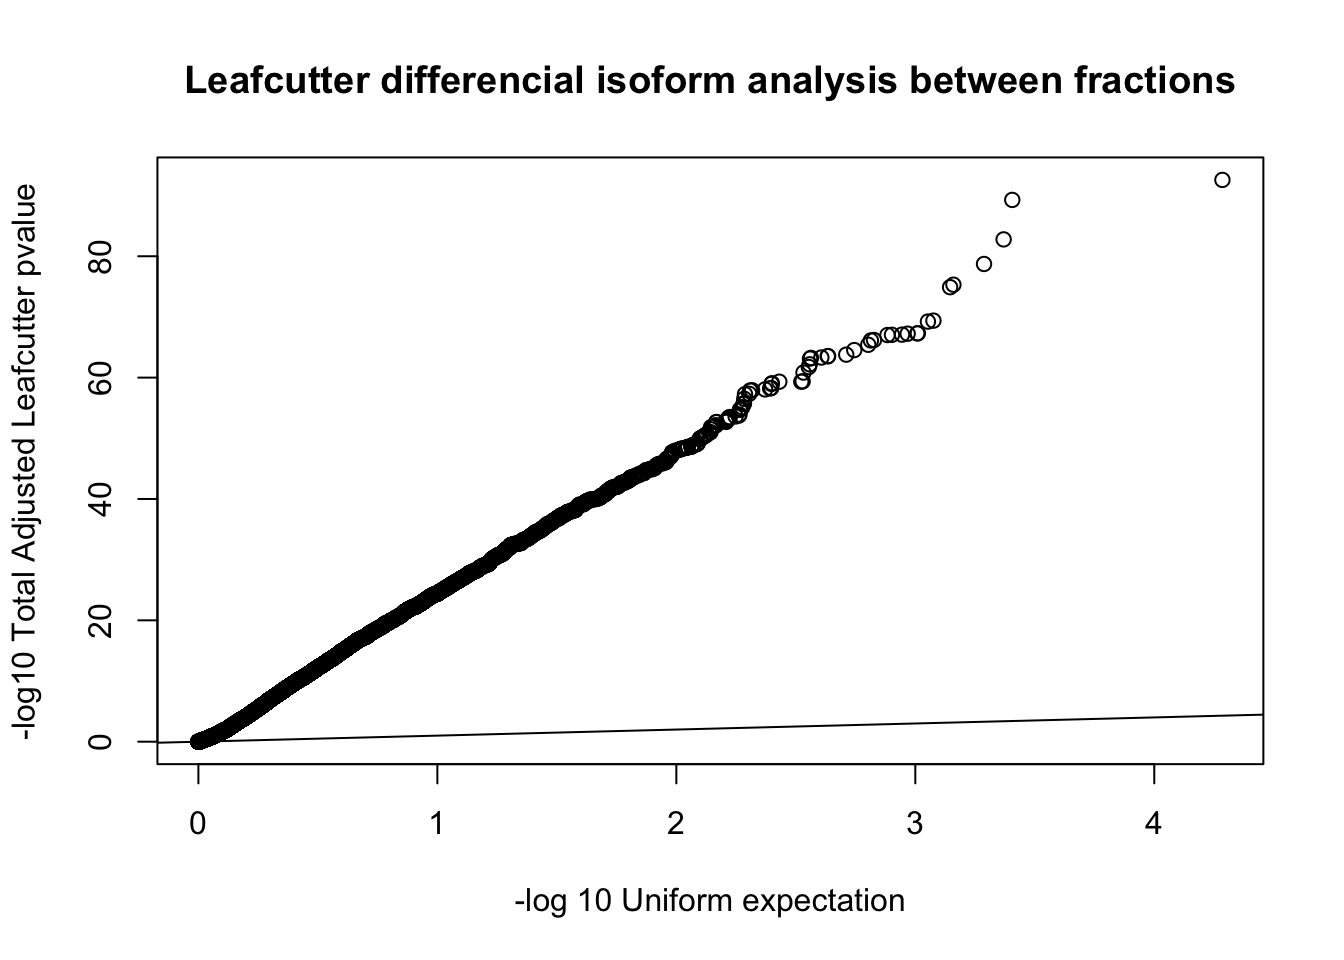 Leafcutter differencial isoform analysis between fractions
-log10 Total Adjusted Leafcutter pvalue
80
60
40
20
0
0 1 2 3 4
-log 10 Uniform expectation